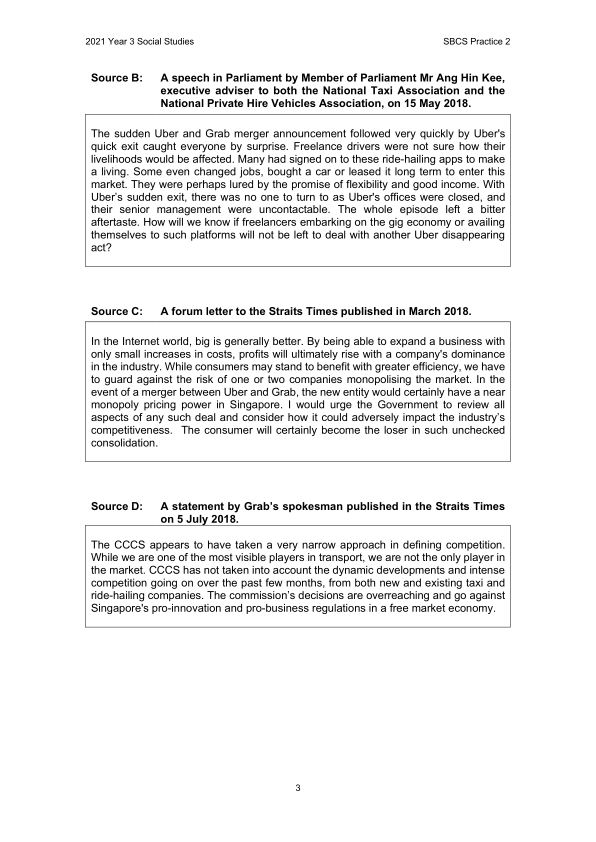 2021 Year 3 Social Studies SBCS Practice 2
Source B: A speech in Parliament by Member of Parliament Mr Ang Hin Kee,
executive adviser to both the National Taxi Association and the
National Private Hire Vehicles Association, on 15 May 2018.
The sudden Uber and Grab merger announcement followed very quickly by Uber's
quick exit caught everyone by surprise. Freelance drivers were not sure how their
livelihoods would be affected. Many had signed on to these ride-hailing apps to make
a living. Some even changed jobs, bought a car or leased it long term to enter this
market. They were perhaps lured by the promise of flexibility and good income. With
Uber's sudden exit, there was no one to turn to as Uber's offices were closed, and
their senior management were uncontactable. The whole episode left a bitter
aftertaste. How will we know if freelancers embarking on the gig economy or availing
themselves to such platforms will not be left to deal with another Uber disappearing
act?
Source C: A forum letter to the Straits Times published in March 2018.
In the Internet world, big is generally better. By being able to expand a business with
only small increases in costs, profits will ultimately rise with a company's dominance
in the industry. While consumers may stand to benefit with greater efficiency, we have
to guard against the risk of one or two companies monopolising the market. In the
event of a merger between Uber and Grab, the new entity would certainly have a near
monopoly pricing power in Singapore. I would urge the Government to review all
aspects of any such deal and consider how it could adversely impact the industry's
competitiveness. The consumer will certainly become the loser in such unchecked
consolidation.
Source D: A statement by Grab's spokesman published in the Straits Times
on 5 July 2018.
The CCCS appears to have taken a very narrow approach in defining competition.
While we are one of the most visible players in transport, we are not the only player in
the market. CCCS has not taken into account the dynamic developments and intense
competition going on over the past few months, from both new and existing taxi and
ride-hailing companies. The commission's decisions are overreaching and go against
Singapore's pro-innovation and pro-business regulations in a free market economy.
3